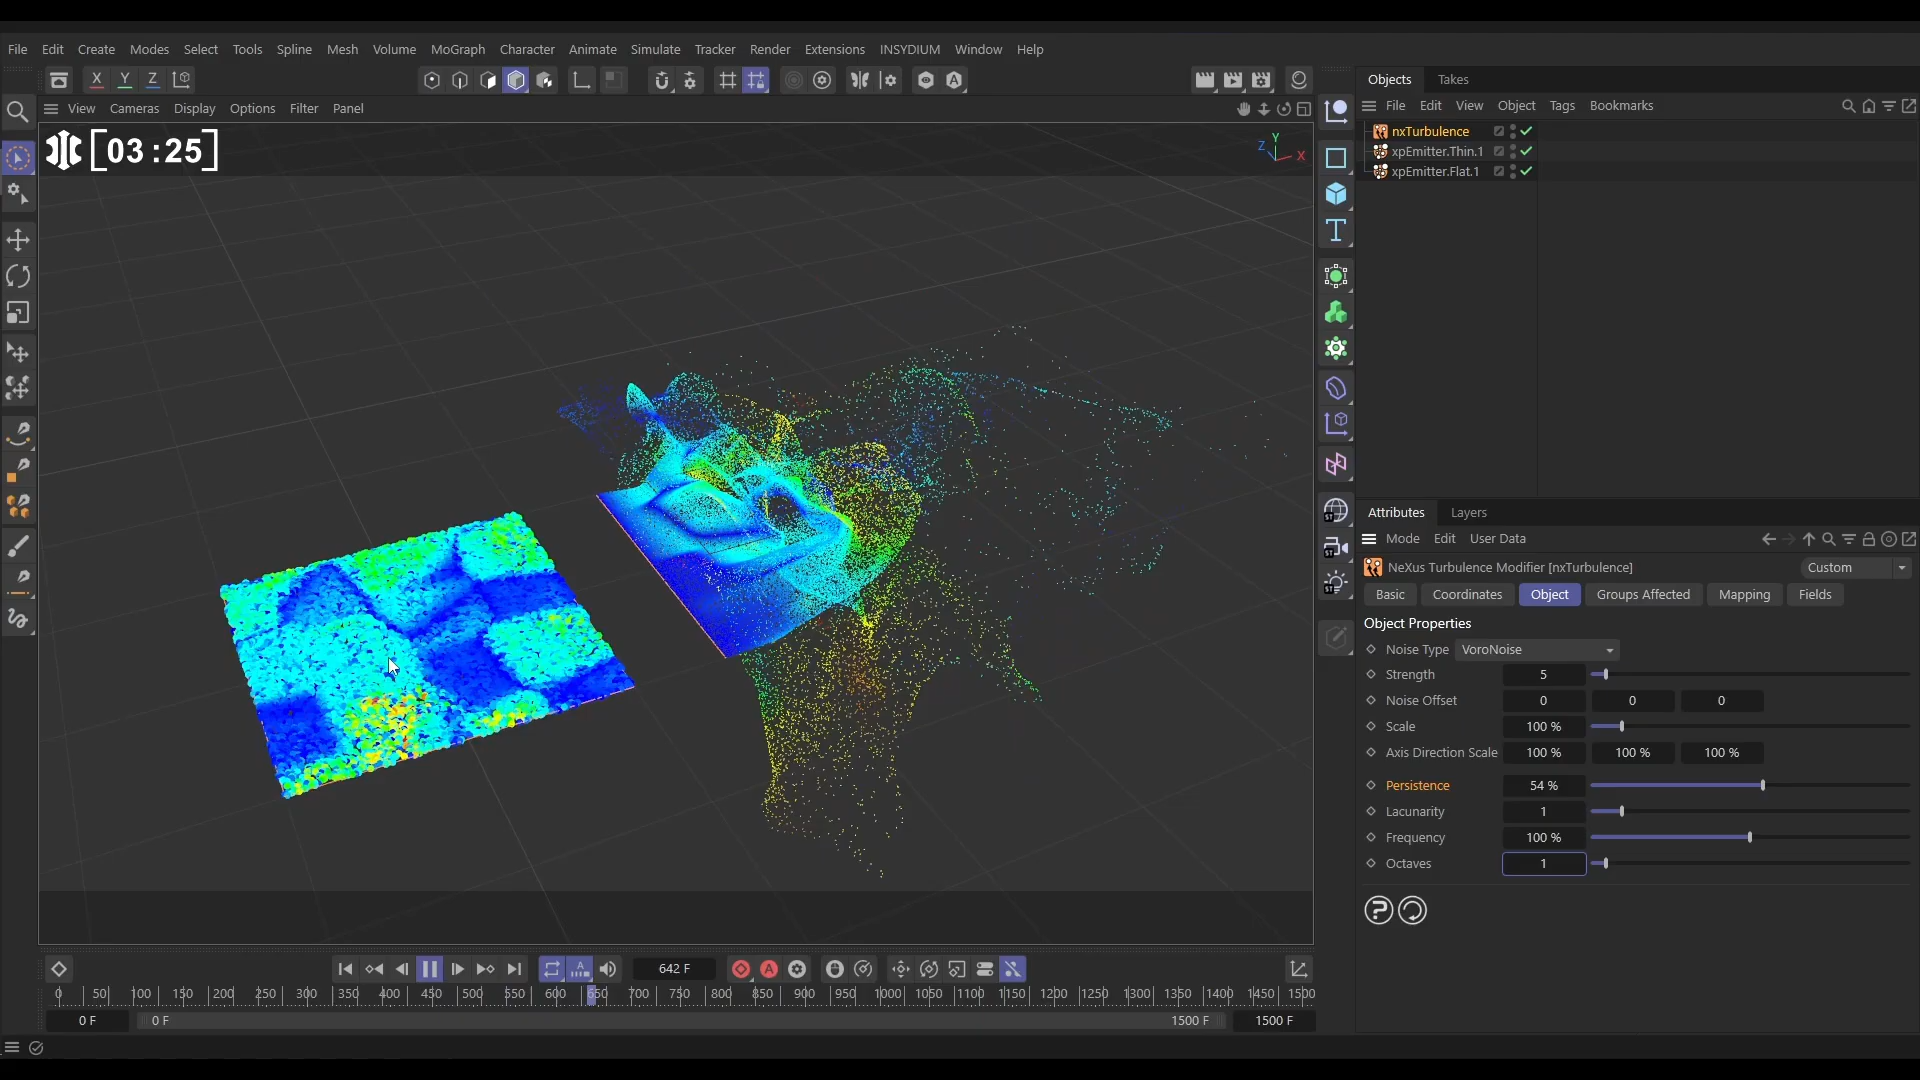 File Edit Create Modes Select Tools Spline Mesh Volume MoGraph Character Animate Simulate Tracker Render Extensions INSYDIUM Window Help
X Y Z
View Cameras Display Options Filter Panel
[03:25]
Y
Z X
Objects Takes
File Edit View Object Tags Bookmarks
nxTurbulence
xpEmitter.Thin.1
xpEmitter.Flat.1
Attributes Layers
Mode Edit User Data
NeXus Turbulence Modifier [nxTurbulence] Custom
Basic Coordinates Object Groups Affected Mapping Fields
Object Properties
Noise Type VoroNoise
Strength 5
Noise Offset 0 0 0
Scale 100 %
Axis Direction Scale 100 % 100 % 100 %
Persistence 54 %
Lacunarity 1
Frequency 100 %
Octaves 1
642 F
0 50 100 150 200 250 300 350 400 450 500 550 600 650 700 750 800 850 900 950 1000 1050 1100 1150 1200 1250 1300 1350 1400 1450 1500
0 F 0 F 1500 F 1500 F